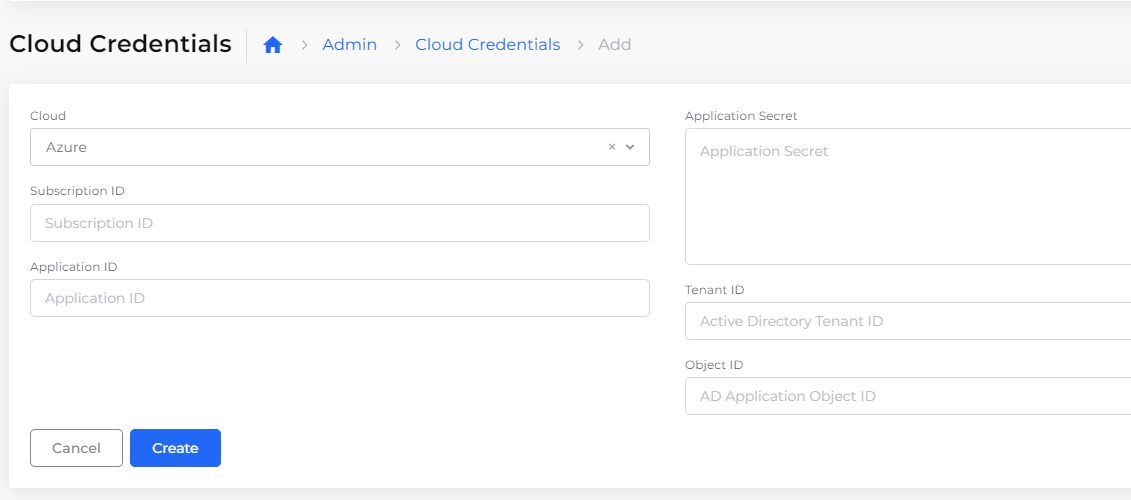 Cloud Credentials
Admin
Cloud Credentials
Add
Cloud
Azure
Subscription ID
Subscription ID
Application ID
Application ID
Application Secret
Application Secret
Tenant ID
Active Directory Tenant ID
Object ID
AD Application Object ID
Cancel
Create